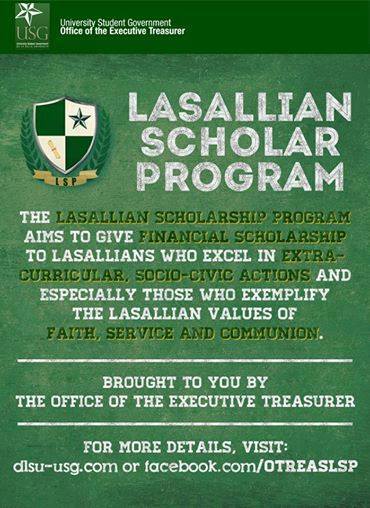 USG
University Student Government
Office of the Executive Treasurer
LASALLIAN
SCHOLAR
PROGRAM
LSP
THE LASALLIAN SCHOLARSHIP PROGRAM
AIMS TO GIVE FINANCIAL SCHOLARSHIP
TO LASALLIANS WHO EXCEL IN EXTRA-
CURRICULAR, SOCIO-CIVIC ACTIONS AND
ESPECIALLY THOSE WHO EXEMPLIFY
THE LASALLIAN VALUES OF
FAITH, SERVICE AND COMMUNION.
BROUGHT TO YOU BY
THE OFFICE OF THE EXECUTIVE TREASURER
FOR MORE DETAILS, VISIT:
dlsu-usg.com or facebook.com/OTREASLSP